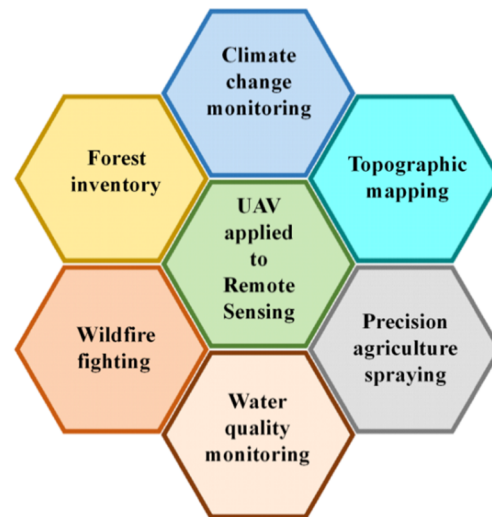 Climate
change
monitoring
Forest
inventory
Topographic
mapping
UAV
applied
to
Remote
Sensing
Wildfire
fighting
Precision
agriculture
spraying
Water
quality
monitoring